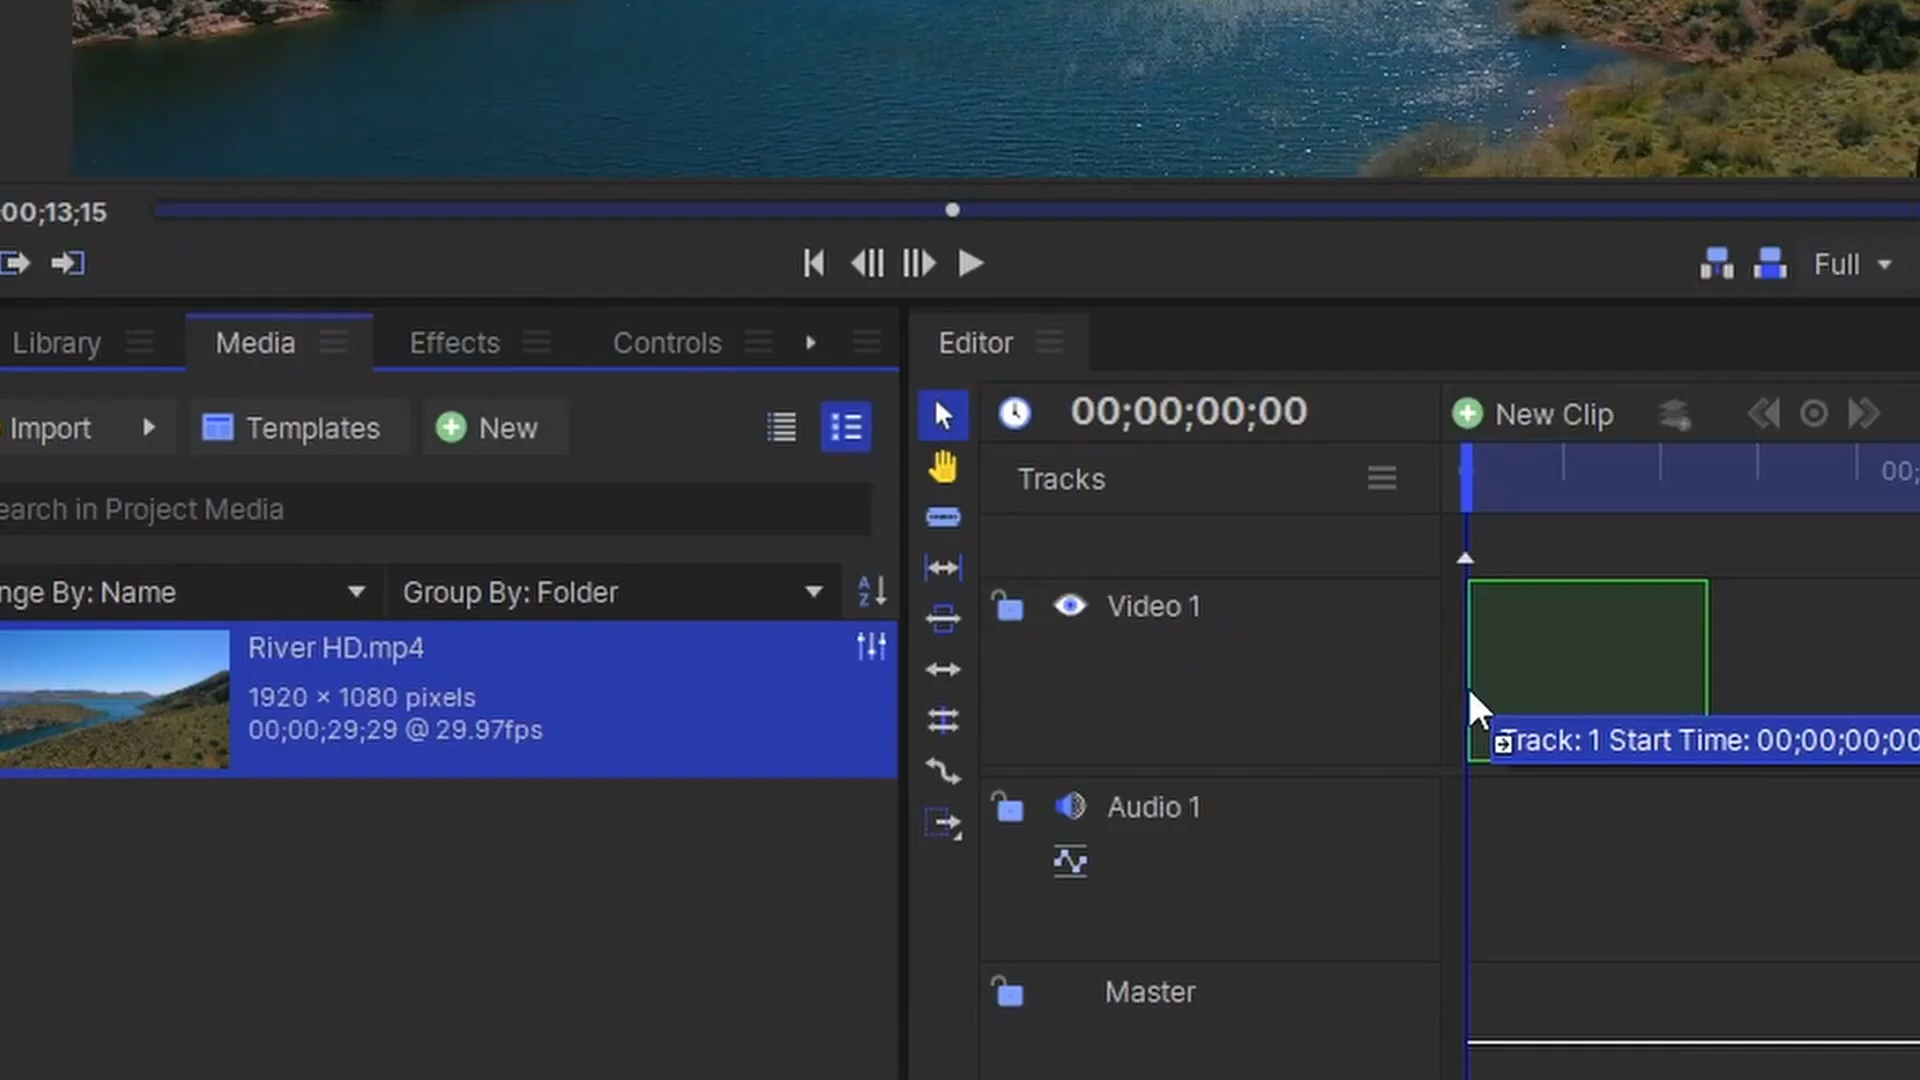 00;13;15
Full
Library
Media
Effects
Controls
Editor
Import
Templates
New
00;00;00;00
New Clip
earch in Project Media
Tracks
00;
nge By: Name
Group By: Folder
A
Z
River HD.mp4
1920 × 1080 pixels
00;00;29;29 @ 29.97fps
Video 1
Track: 1 Start Time: 00;00;00;00
Audio 1
Master